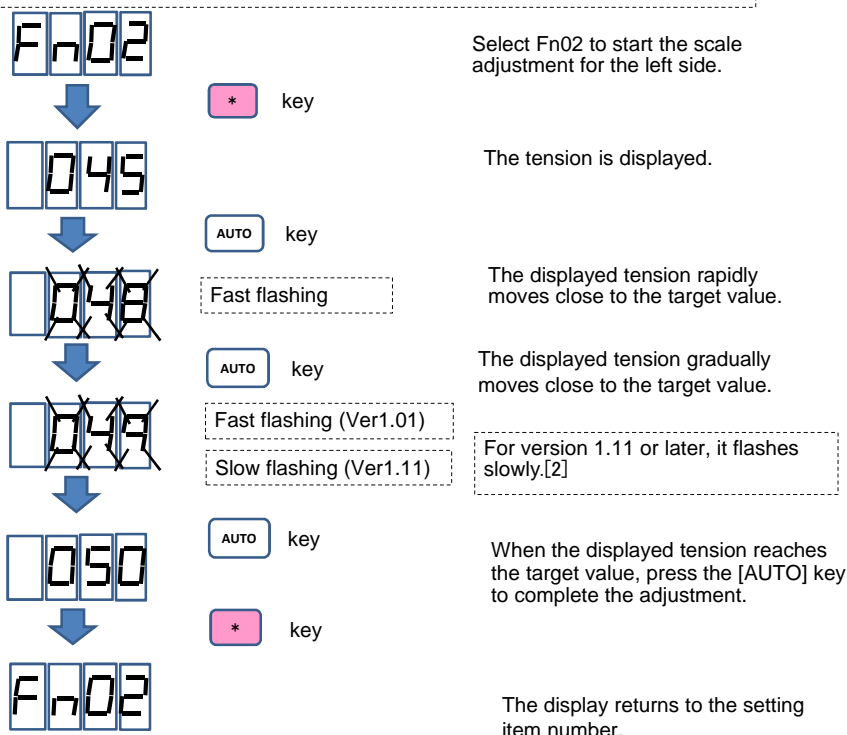 Fn02
Select Fn02 to start the scale
adjustment for the left side.
* key
045
The tension is displayed.
AUTO key
048
Fast flashing
The displayed tension rapidly
moves close to the target value.
AUTO key
The displayed tension gradually
moves close to the target value.
049
Fast flashing (Ver1.01)
Slow flashing (Ver1.11)
For version 1.11 or later, it flashes
slowly.[2]
050
AUTO key
When the displayed tension reaches
the target value, press the [AUTO] key
to complete the adjustment.
* key
Fn02
The display returns to the setting
item number.